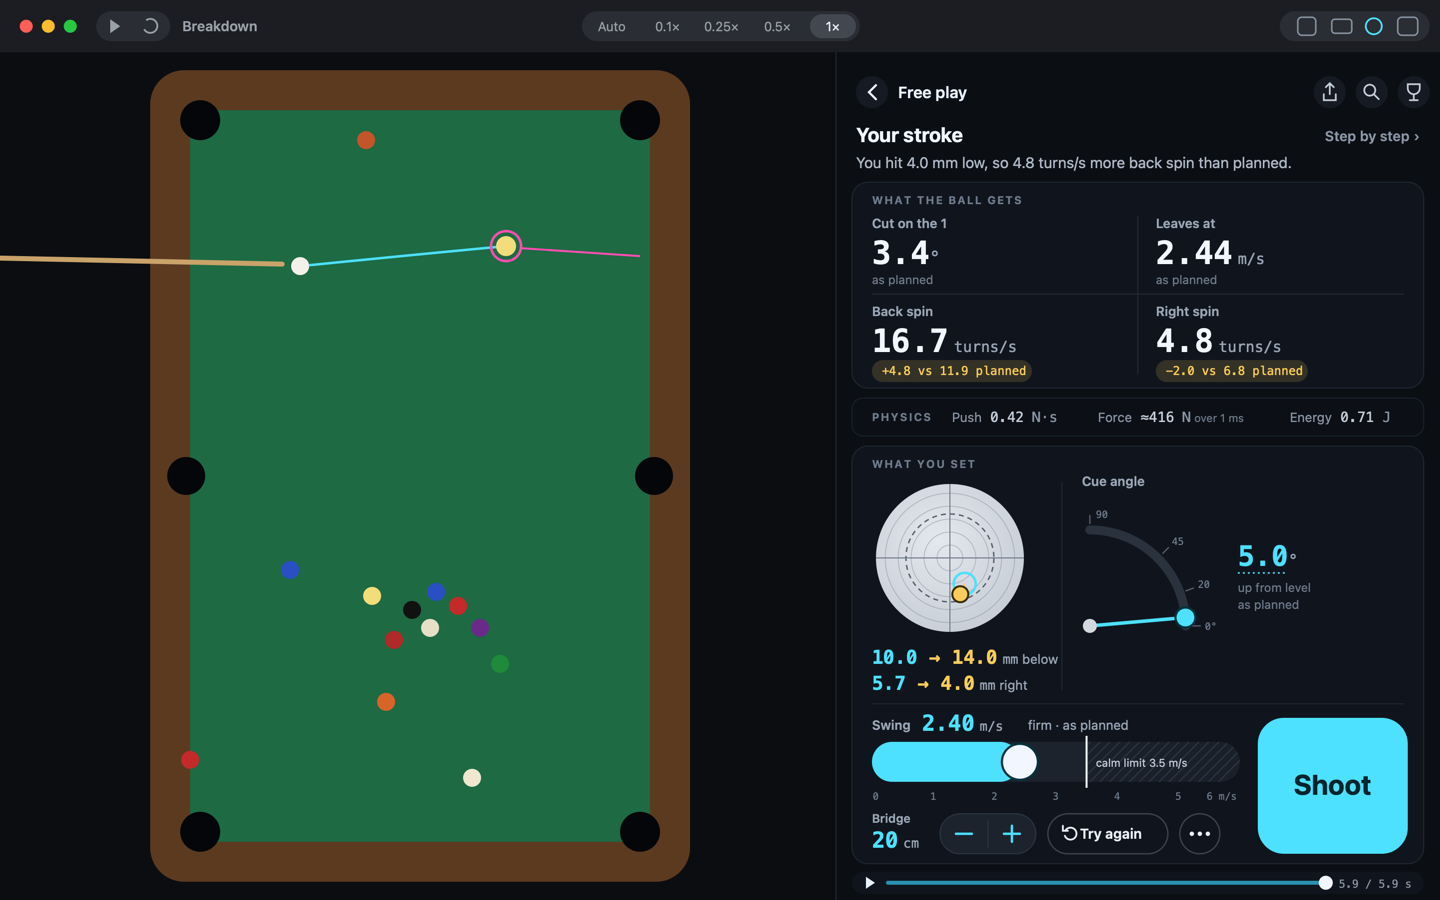 Breakdown
Auto 0.1× 0.25× 0.5× 1×
Free play
Your stroke
Step by step ›
You hit 4.0 mm low, so 4.8 turns/s more back spin than planned.
WHAT THE BALL GETS
Cut on the 1
3.4°
as planned
Leaves at
2.44 m/s
as planned
Back spin
16.7 turns/s
+4.8 vs 11.9 planned
Right spin
4.8 turns/s
−2.0 vs 6.8 planned
PHYSICS Push 0.42 N·s Force ≈416 N over 1 ms Energy 0.71 J
WHAT YOU SET
10.0 → 14.0 mm below
5.7 → 4.0 mm right
Cue angle
90
45
20
0°
5.0°
up from level
as planned
Swing 2.40 m/s firm · as planned
calm limit 3.5 m/s
0 1 2 3 4 5 6 m/s
Bridge
20 cm
− +
Try again
Shoot
5.9 / 5.9 s